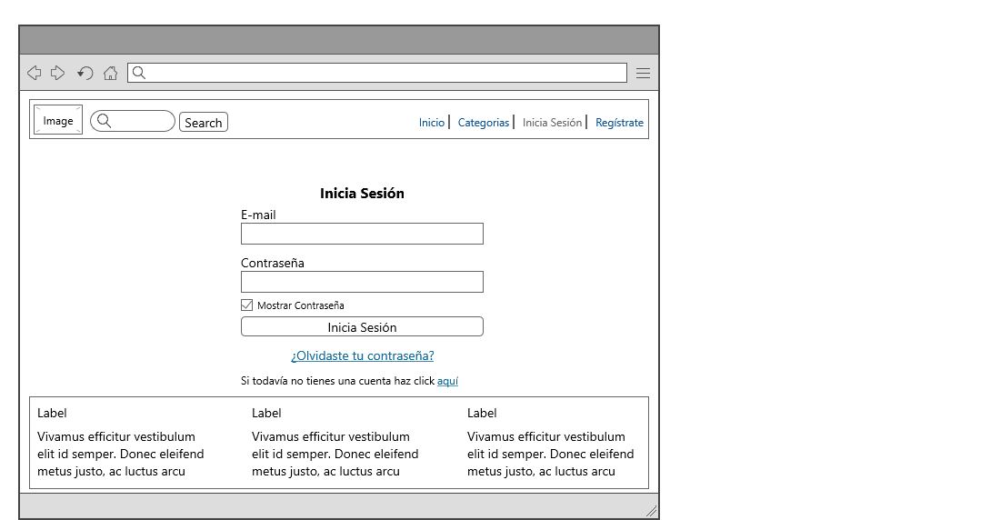 Image Search Inicio Categorias Inicia Sesión Regístrate
Inicia Sesión
E-mail
Contraseña
Mostrar Contraseña
Inicia Sesión
¿Olvidaste tu contraseña?
Si todavía no tienes una cuenta haz click aquí
Label
Vivamus efficitur vestibulum
elit id semper. Donec eleifend
metus justo, ac luctus arcu
Label
Vivamus efficitur vestibulum
elit id semper. Donec eleifend
metus justo, ac luctus arcu
Label
Vivamus efficitur vestibulum
elit id semper. Donec eleifend
metus justo, ac luctus arcu